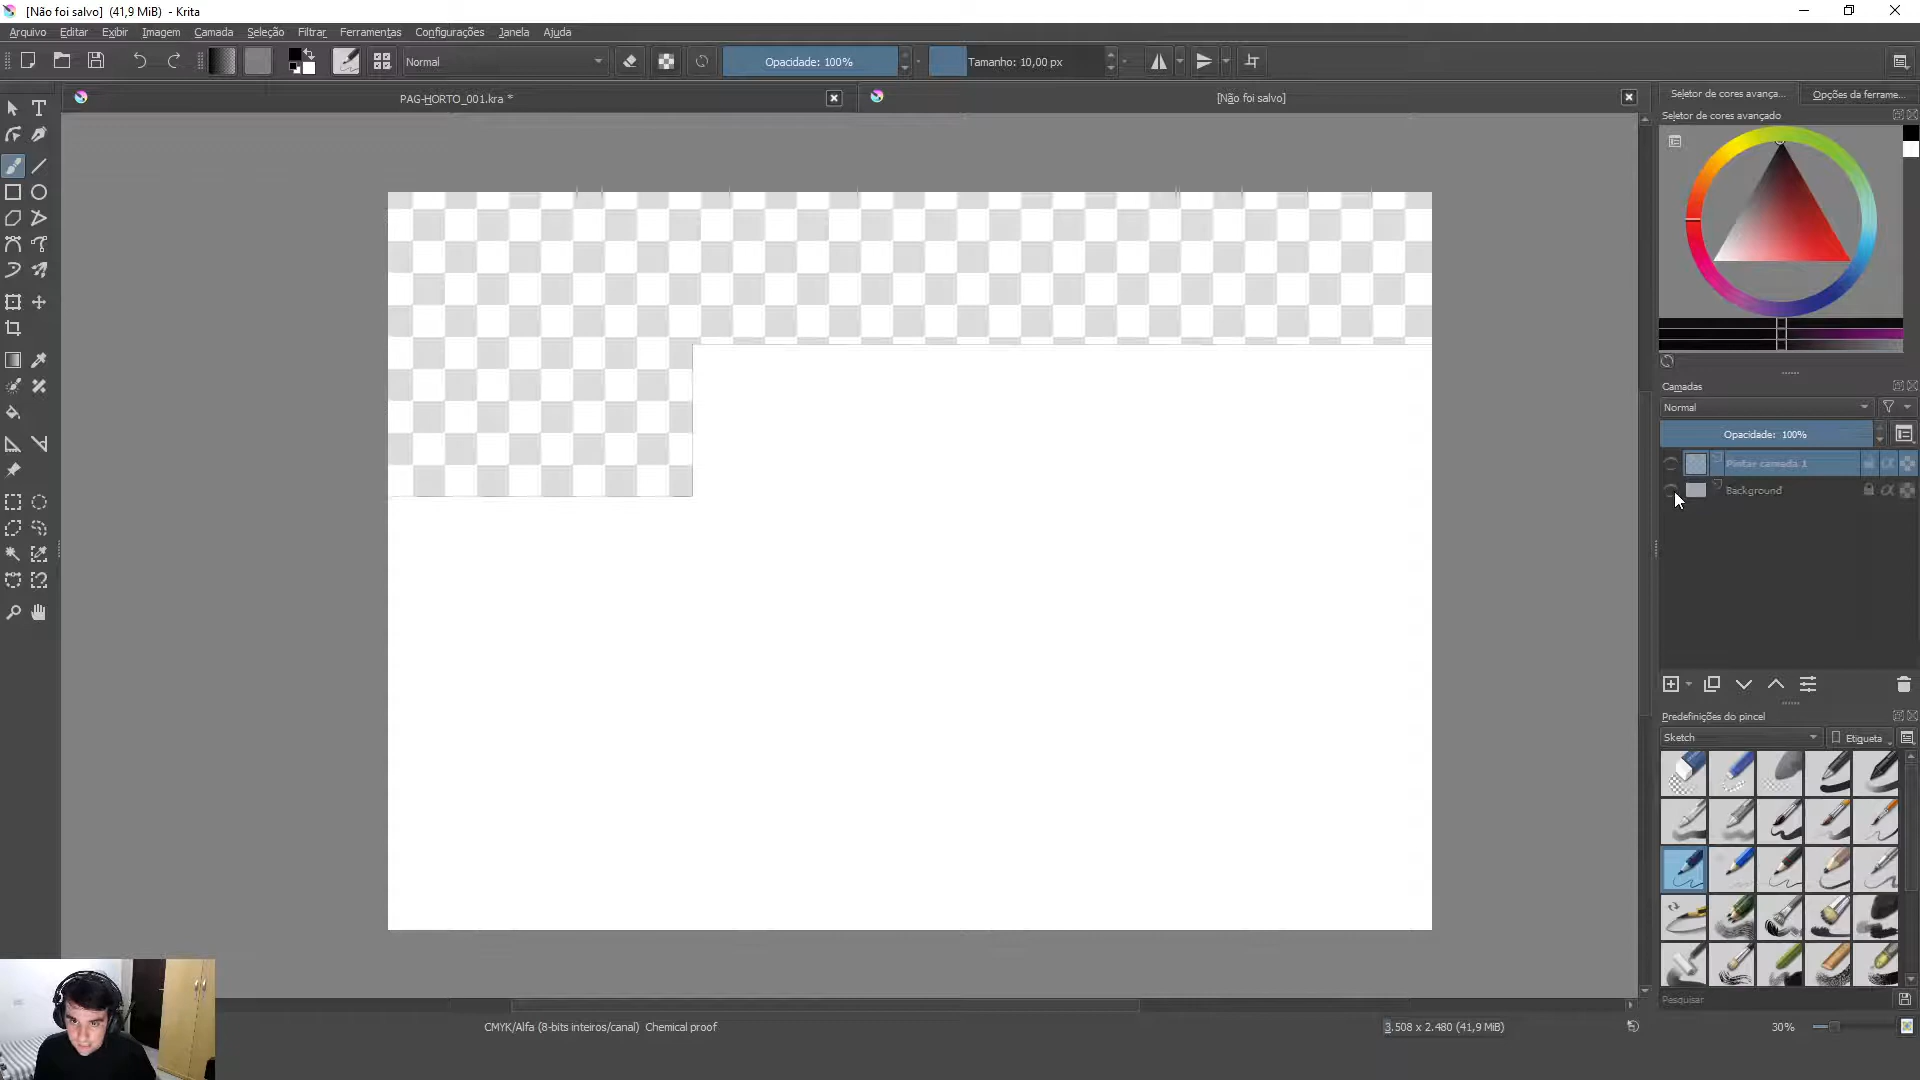 [Não foi salvo] (41,9 MiB) - Krita
Arquivo Editar Exibir Imagem Camada Seleção Filtrar Ferramentas Configurações Janela Ajuda
Normal Opacidade: 100% Tamanho: 10,00 px
PAG-HORTO_001.kra * [Não foi salvo] Seletor de cores avança... Opções da ferrame...
Seletor de cores avançado
Camadas
Normal
Opacidade: 100%
Pintar camada 1
Background
Predefinições do pincel
Sketch Etiqueta
Pesquisar
CMYK/Alfa (8-bits inteiros/canal) Chemical proof 3.508 x 2.480 (41,9 MiB) 30%